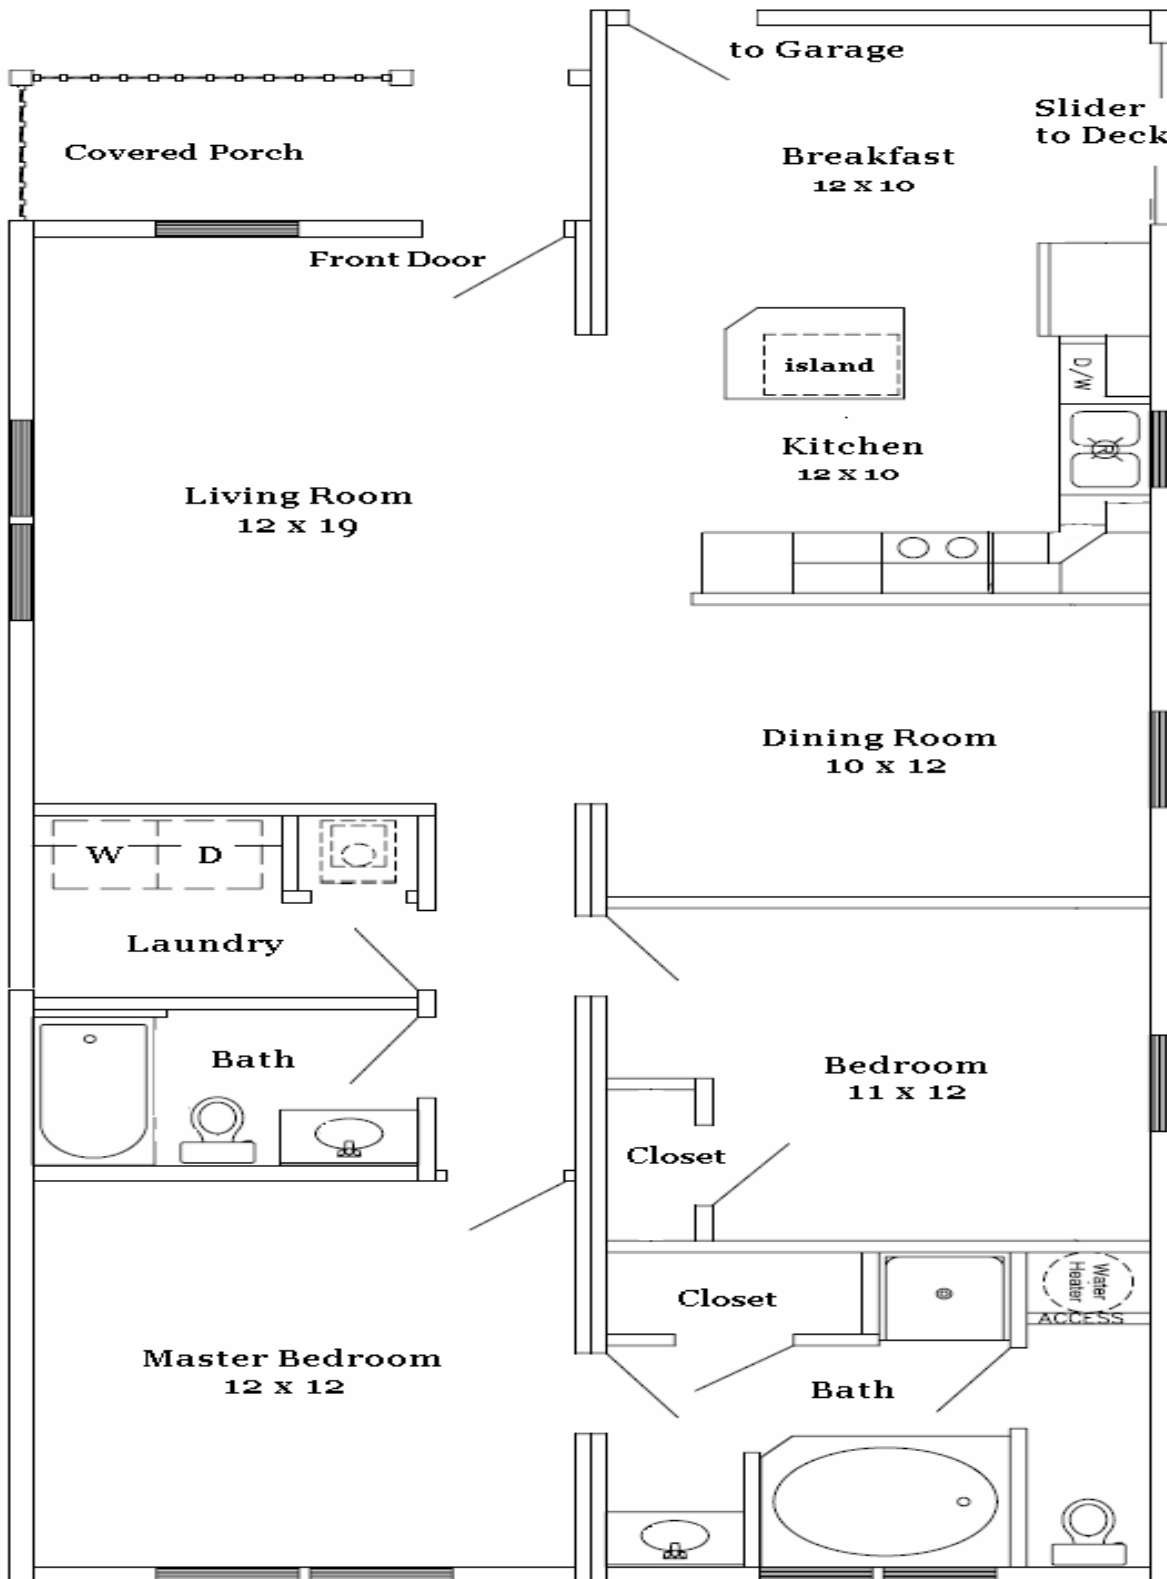 to Garage
Slider
to Deck
Covered Porch
Breakfast
12 X 10
Front Door
island
D/W
Kitchen
12 X 10
R
Living Room
12 x 19
Dining Room
10 x 12
W
D
Laundry
Bath
Bedroom
11 x 12
Closet
Closet
Water
Heater
ACCESS
Master Bedroom
12 x 12
Bath